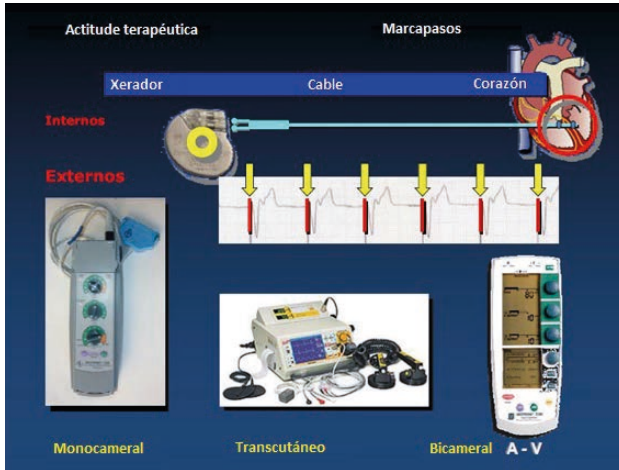 Actitude terapéutica
Marcapasos
Xerador
Cable
Corazón
Internos
Externos
Monocameral
Transcutáneo
Bicameral
A - V